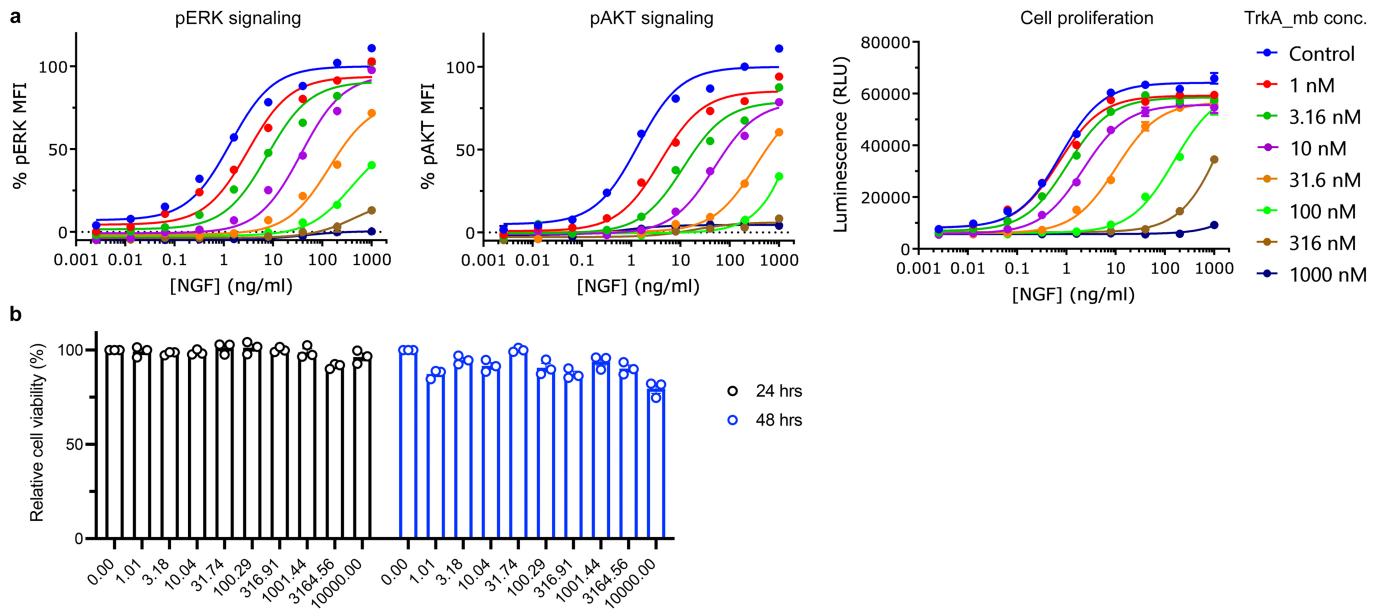 a
pERK signaling
pAKT signaling
Cell proliferation
TrkA_mb conc.
% pERK MFI
100
50
0
0.001 0.01 0.1 1 10 100 1000
[NGF] (ng/ml)
% pAKT MFI
100
50
0
0.001 0.01 0.1 1 10 100 1000
[NGF] (ng/ml)
Luminescence (RLU)
80000
60000
40000
20000
0
0.001 0.01 0.1 1 10 100 1000
[NGF] (ng/ml)
Control
1 nM
3.16 nM
10 nM
31.6 nM
100 nM
316 nM
1000 nM
b
Relative cell viability (%)
100
50
0
0.00 1.01 3.18 10.04 31.74 100.29 316.91 1001.44 3164.56 10000.00
0.00 1.01 3.18 10.04 31.74 100.29 316.91 1001.44 3164.56 10000.00
24 hrs
48 hrs